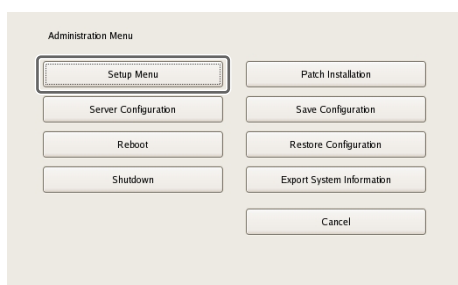 Administration Menu
Setup Menu
Patch Installation
Server Configuration
Save Configuration
Reboot
Restore Configuration
Shutdown
Export System Information
Cancel